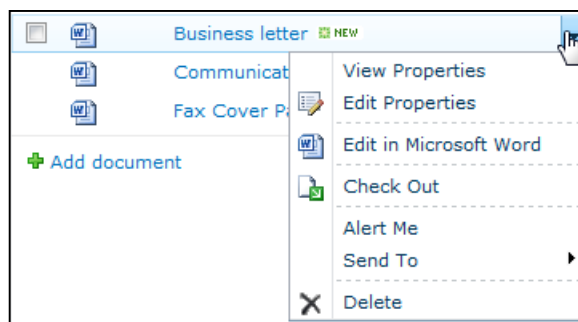 Business letter NEW
Communicat
View Properties
Fax Cover Pa
Edit Properties
Add document
Edit in Microsoft Word
Check Out
Alert Me
Send To
Delete